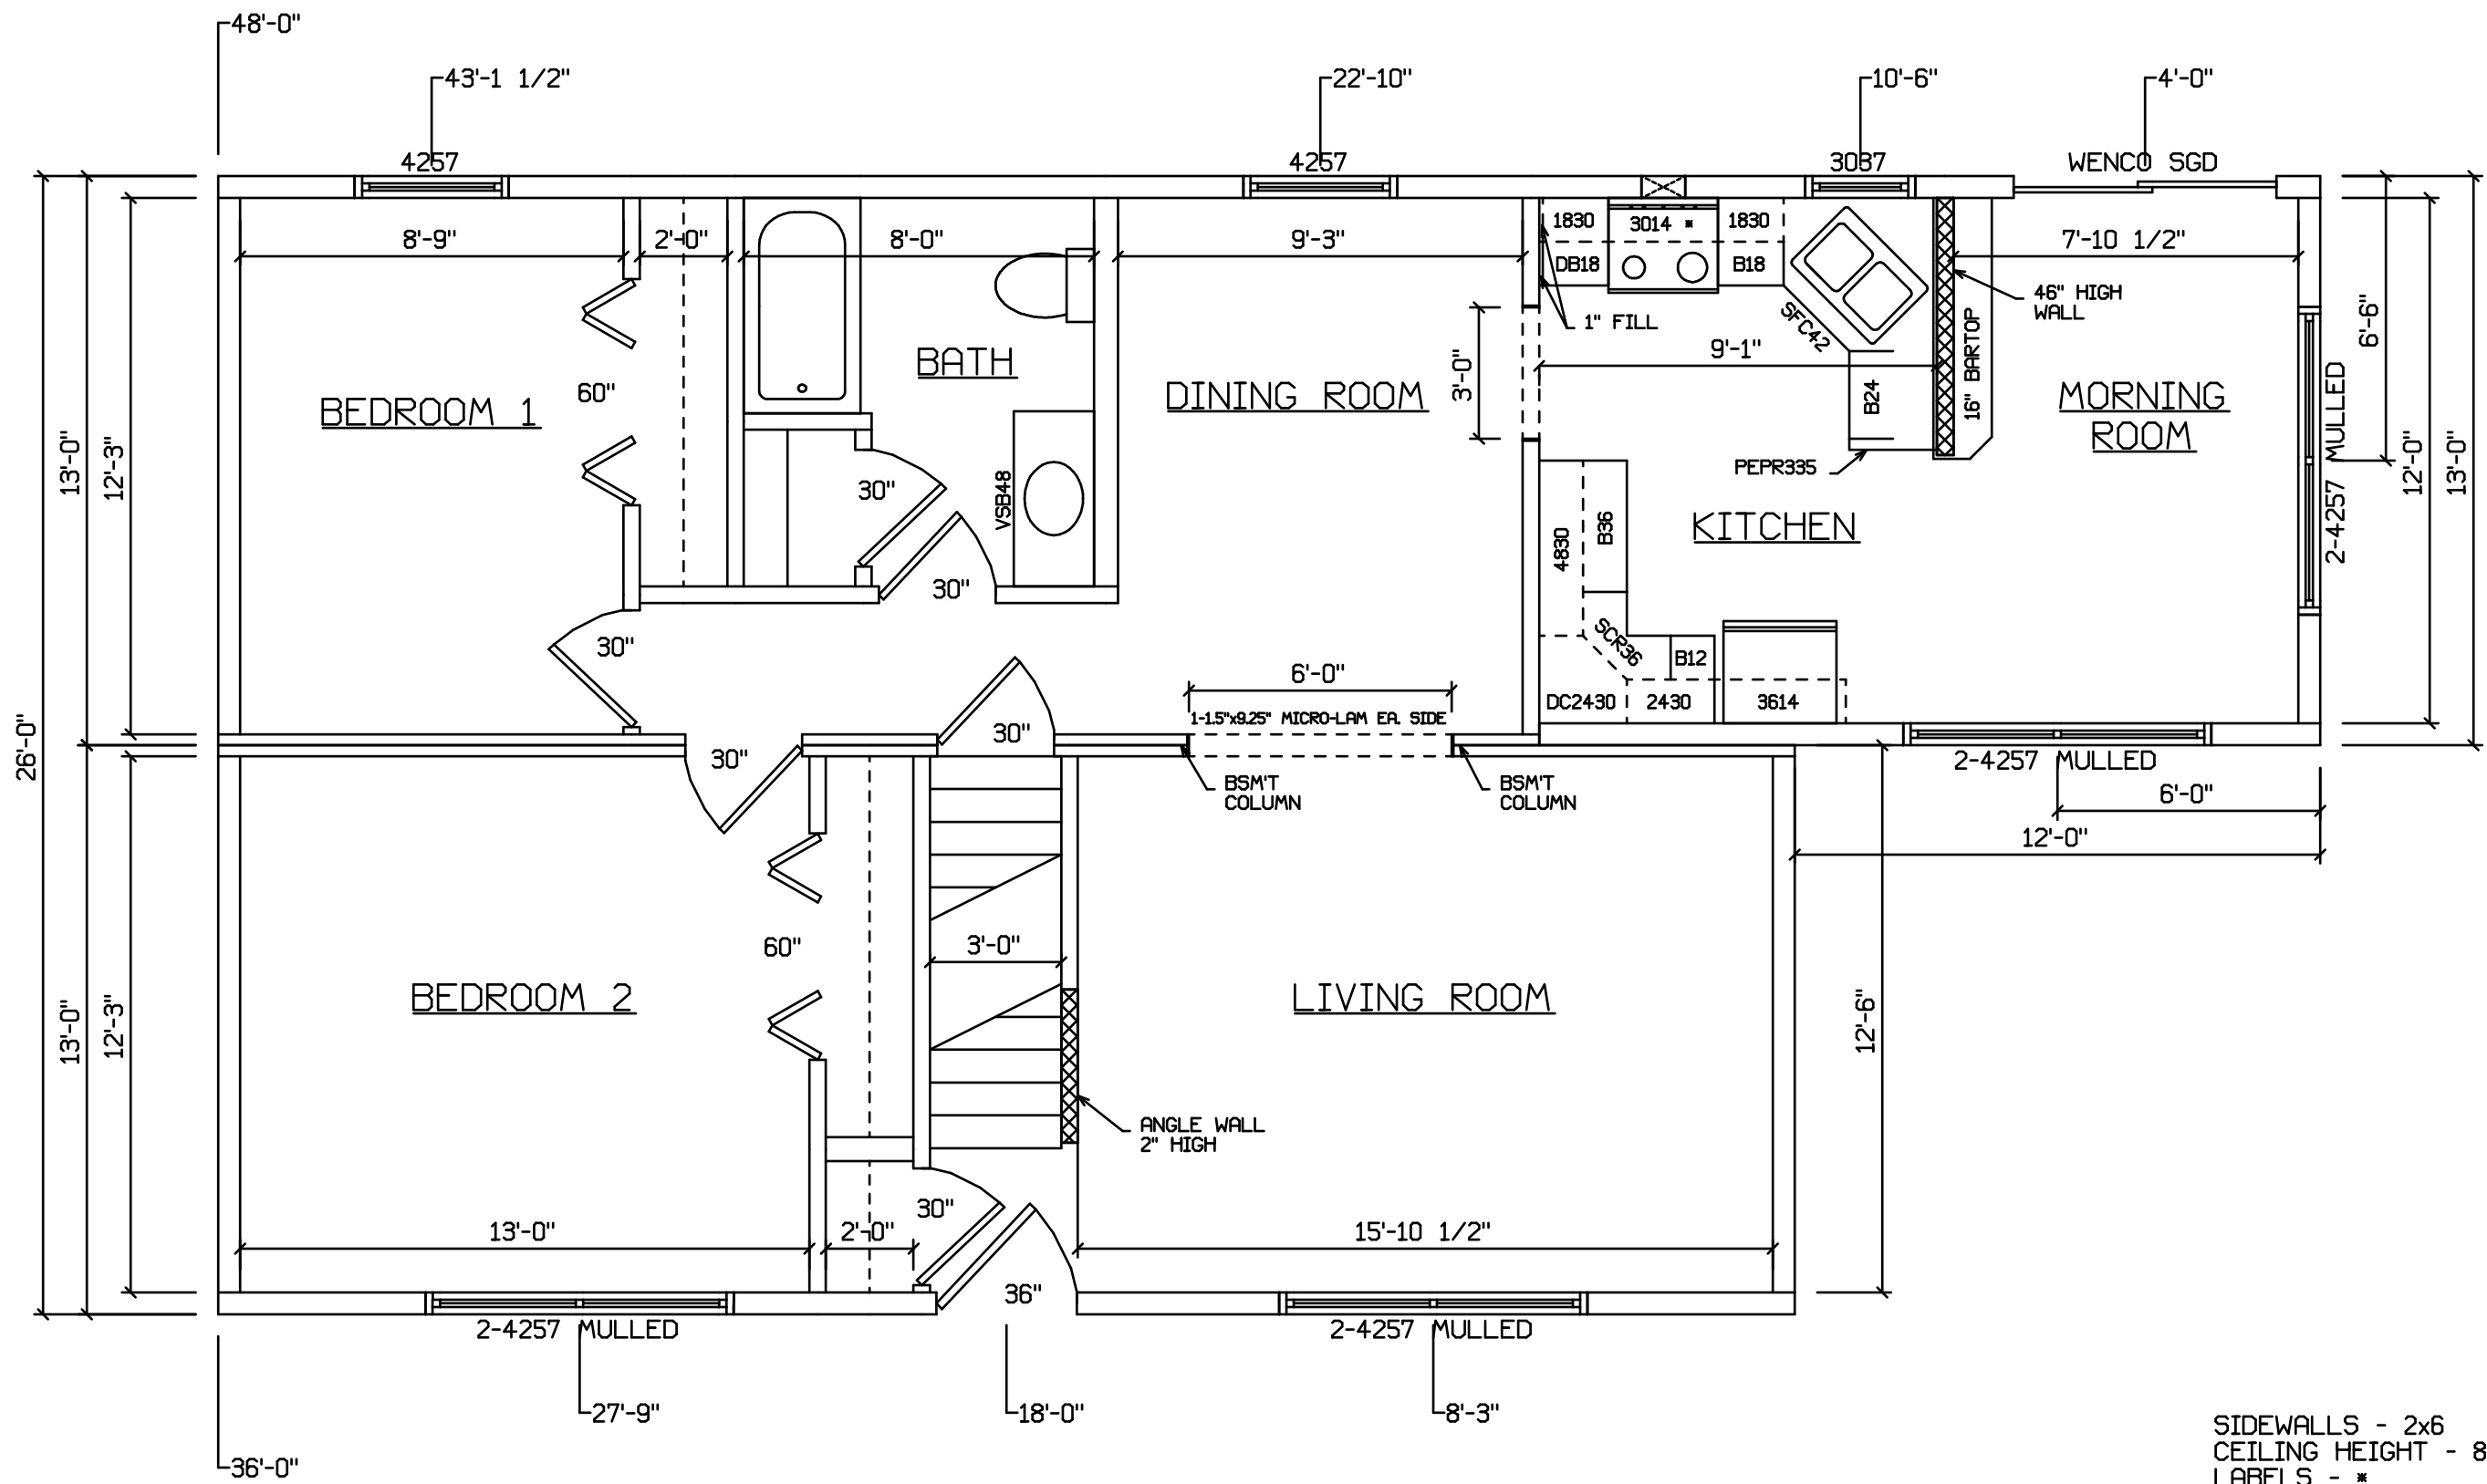 48'-0"
43'-1 1/2"
22'-10"
10'-6"
4'-0"
4257
4257
3037
WENCO SGD
8'-9"
2'-0"
8'-0"
9'-3"
1830
3014 *
1830
DB18
B18
7'-10 1/2"
46" HIGH
WALL
1" FILL
SFC42
16" BARTOP
6'-6"
BATH
9'-1"
3'-0"
60"
BEDROOM 1
DINING ROOM
B24
MORNING
ROOM
2-4257 MULLED
13'-0"
12'-3"
12'-0"
13'-0"
PEPR335
30"
VSB48
4830
B36
KITCHEN
30"
30"
SCR36
B12
6'-0"
DC2430
2430
3614
1-1.5"x9.25" MICRO-LAM EA. SIDE
26'-0"
30"
30"
BSM'T
COLUMN
BSM'T
COLUMN
2-4257 MULLED
6'-0"
12'-0"
60"
3'-0"
BEDROOM 2
LIVING ROOM
13'-0"
12'-3"
12'-6"
ANGLE WALL
2" HIGH
30"
13'-0"
2'-0"
15'-10 1/2"
36"
2-4257 MULLED
2-4257 MULLED
27'-9"
18'-0"
8'-3"
36'-0"
SIDEWALLS - 2x6
CEILING HEIGHT - 8
LABELS - *